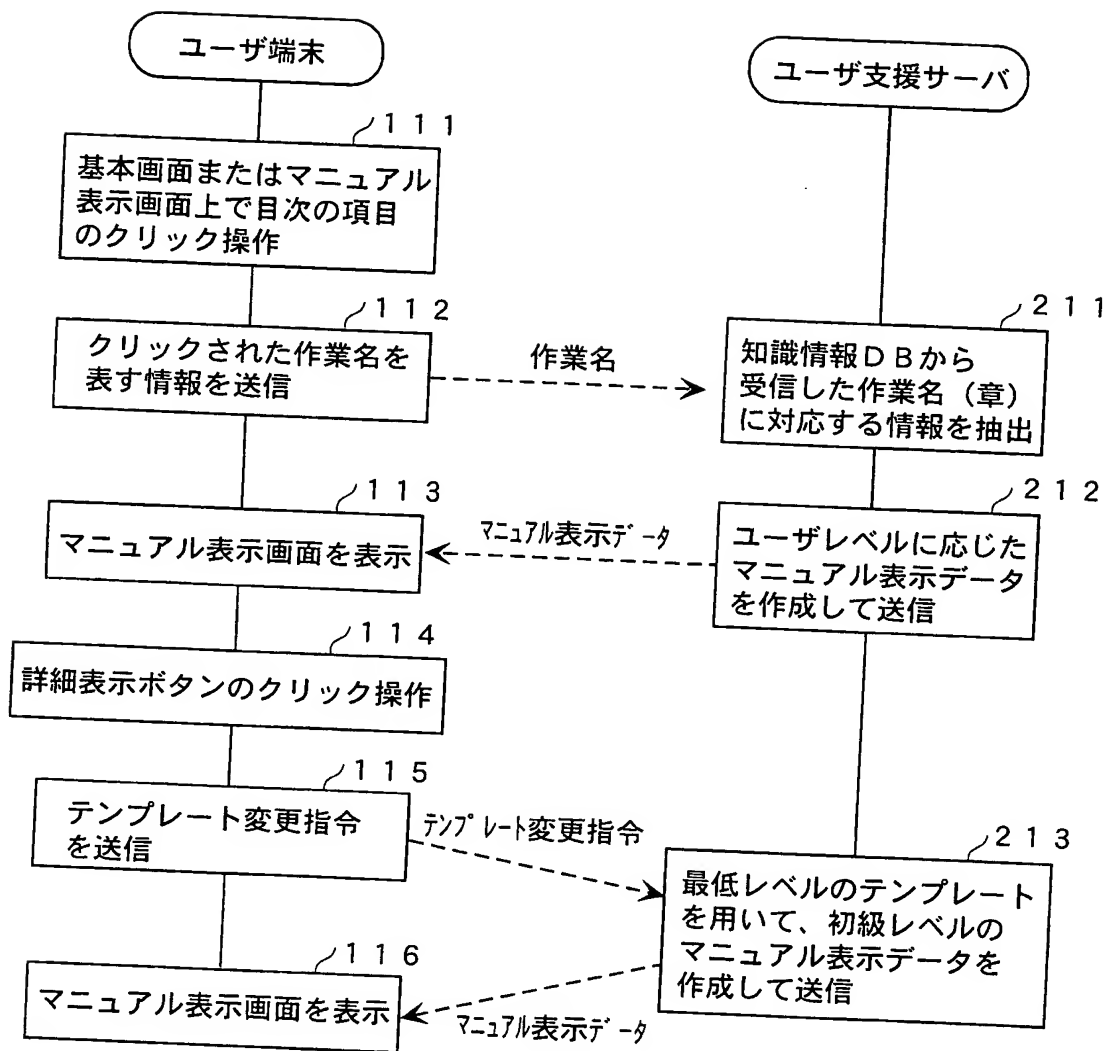 ユーザ端末
ユーザ支援サーバ
111
基本画面またはマニュアル
表示画面上で目次の項目
のクリック操作
112
クリックされた作業名を
表す情報を送信
作業名
211
知識情報DBから
受信した作業名（章）
に対応する情報を抽出
113
マニュアル表示画面を表示
マニュアル表示データ
212
ユーザレベルに応じた
マニュアル表示データ
を作成して送信
114
詳細表示ボタンのクリック操作
115
テンプレート変更指令
を送信
テンプレート変更指令
213
最低レベルのテンプレート
を用いて、初級レベルの
マニュアル表示データを
作成して送信
116
マニュアル表示画面を表示
マニュアル表示データ